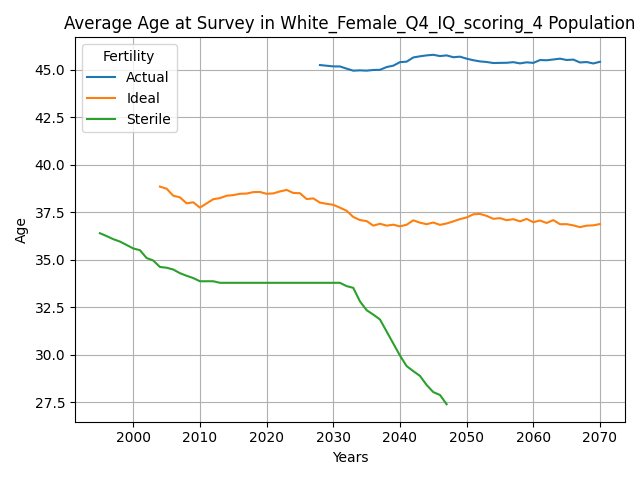 Average Age at Survey in White_Female_Q4_IQ_scoring_4 Population
Fertility
Actual
Ideal
Sterile
45.0
42.5
40.0
37.5
35.0
32.5
30.0
27.5
Age
2000 2010 2020 2030 2040 2050 2060 2070
Years